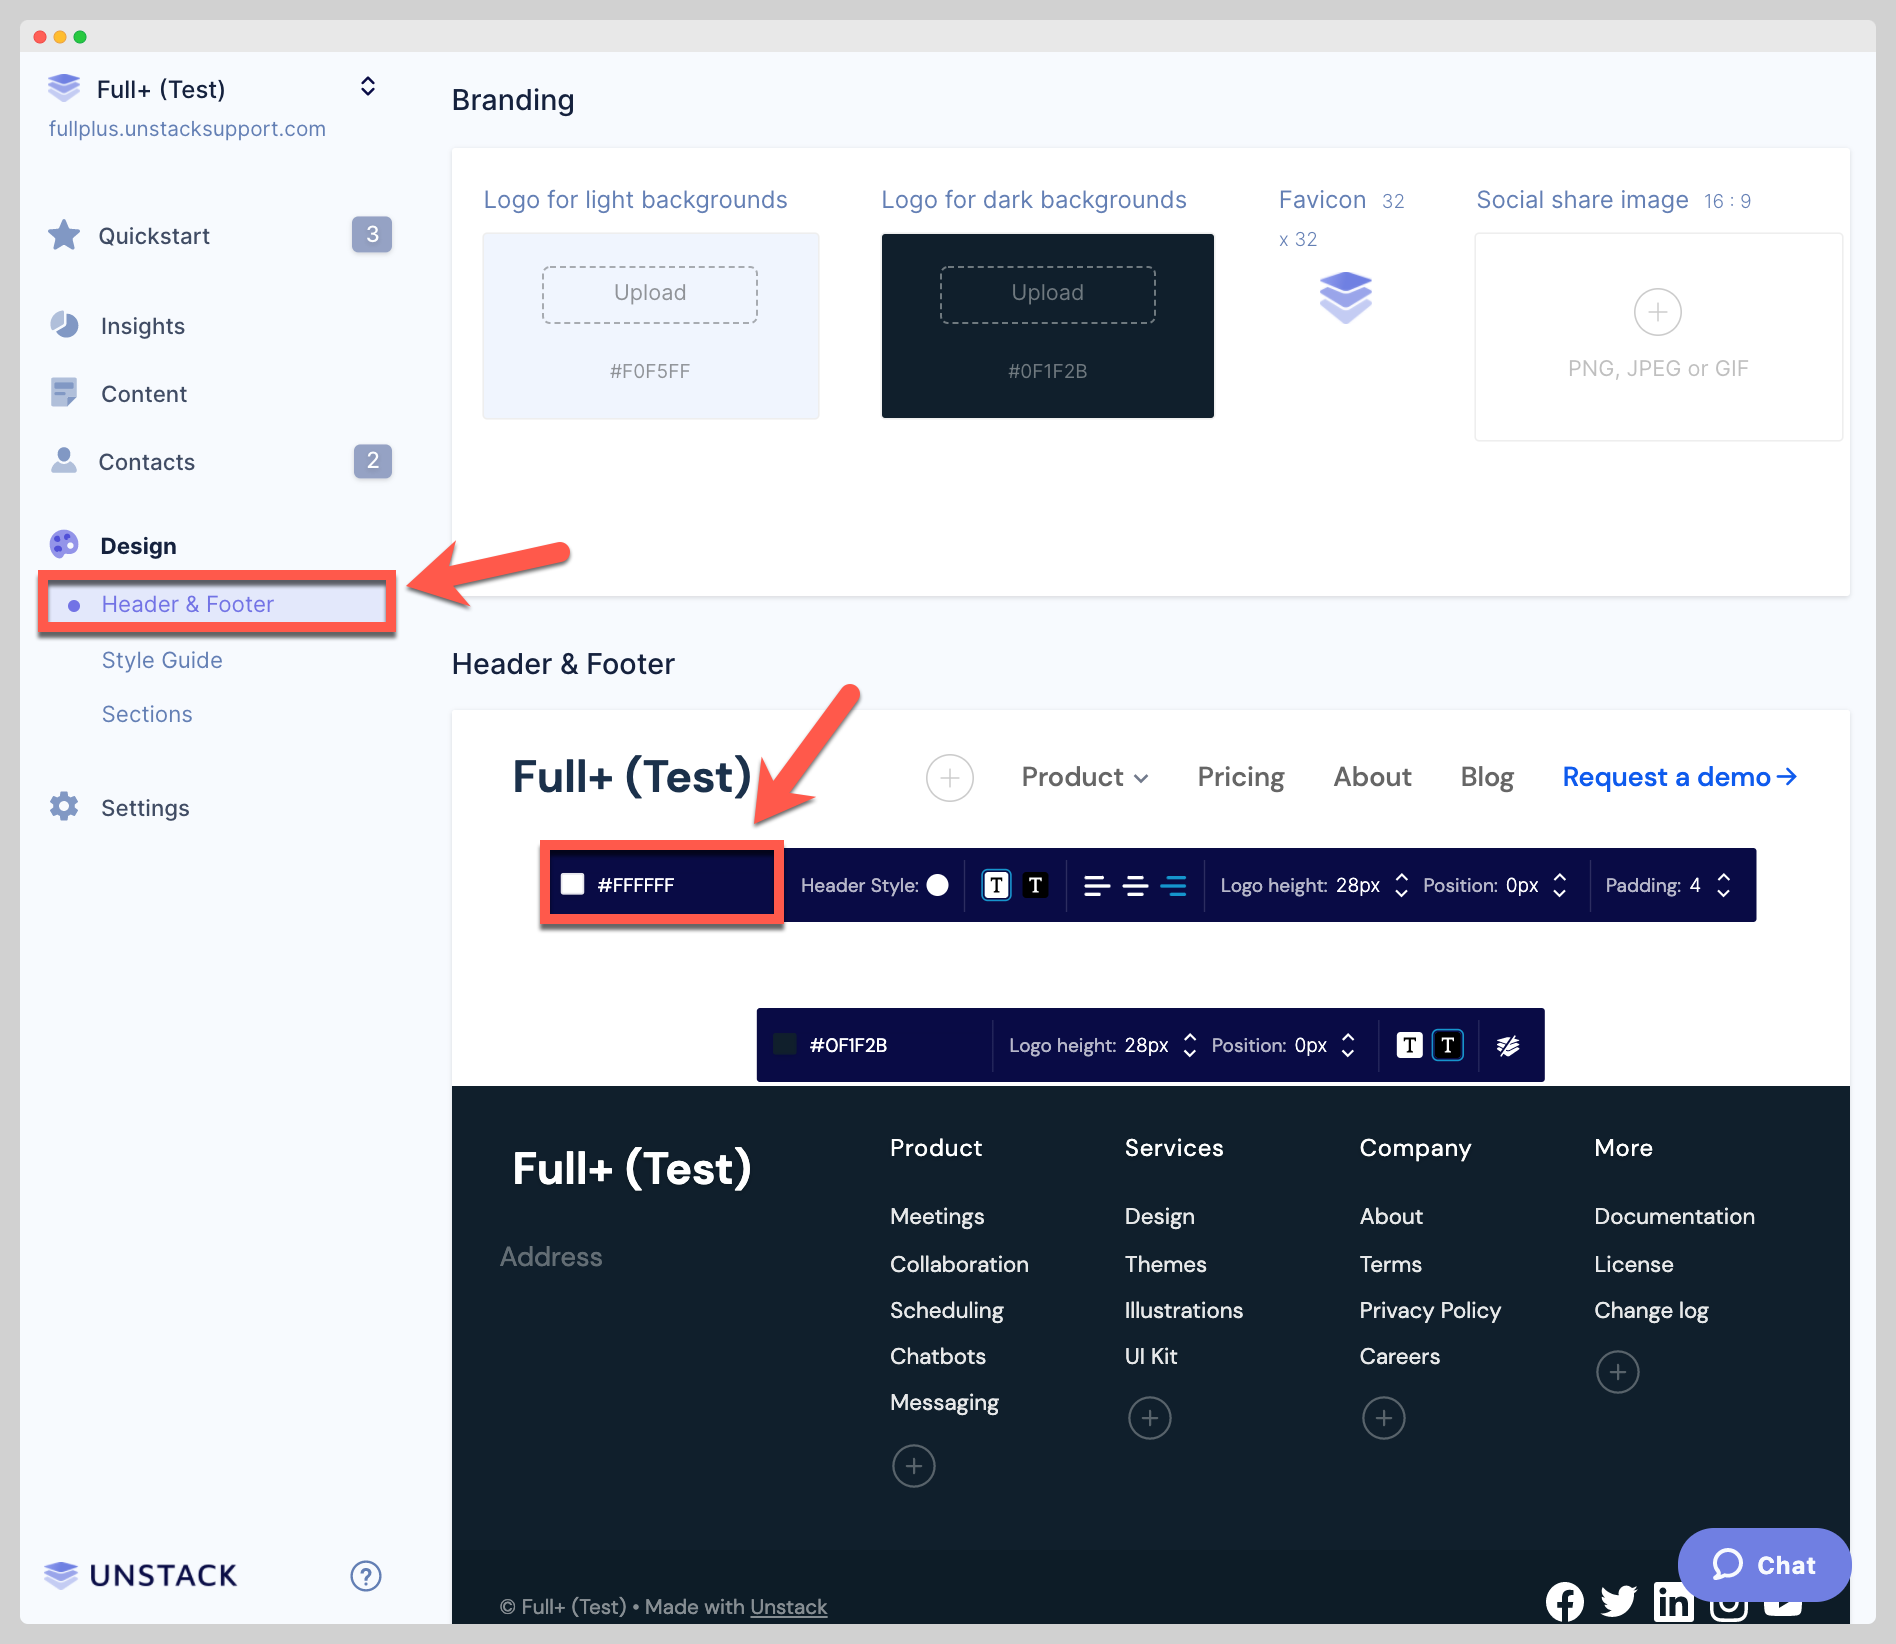 Full+ (Test)
fullplus.unstacksupport.com
Quickstart 3
Insights
Content
Contacts 2
Design
Header & Footer
Style Guide
Sections
Settings
UNSTACK ?
Branding
Logo for light backgrounds
Upload
#F0F5FF
Logo for dark backgrounds
Upload
#0F1F2B
Favicon 32
x 32
Social share image 16 : 9
PNG, JPEG or GIF
Header & Footer
Full+ (Test) Product Pricing About Blog Request a demo
#FFFFFF Header Style: T T Logo height: 28px Position: 0px Padding: 4
#0F1F2B Logo height: 28px Position: 0px T T
Full+ (Test)
Address
Product
Meetings
Collaboration
Scheduling
Chatbots
Messaging
Services
Design
Themes
Illustrations
UI Kit
Company
About
Terms
Privacy Policy
Careers
More
Documentation
License
Change log
© Full+ (Test) • Made with Unstack
in
Chat